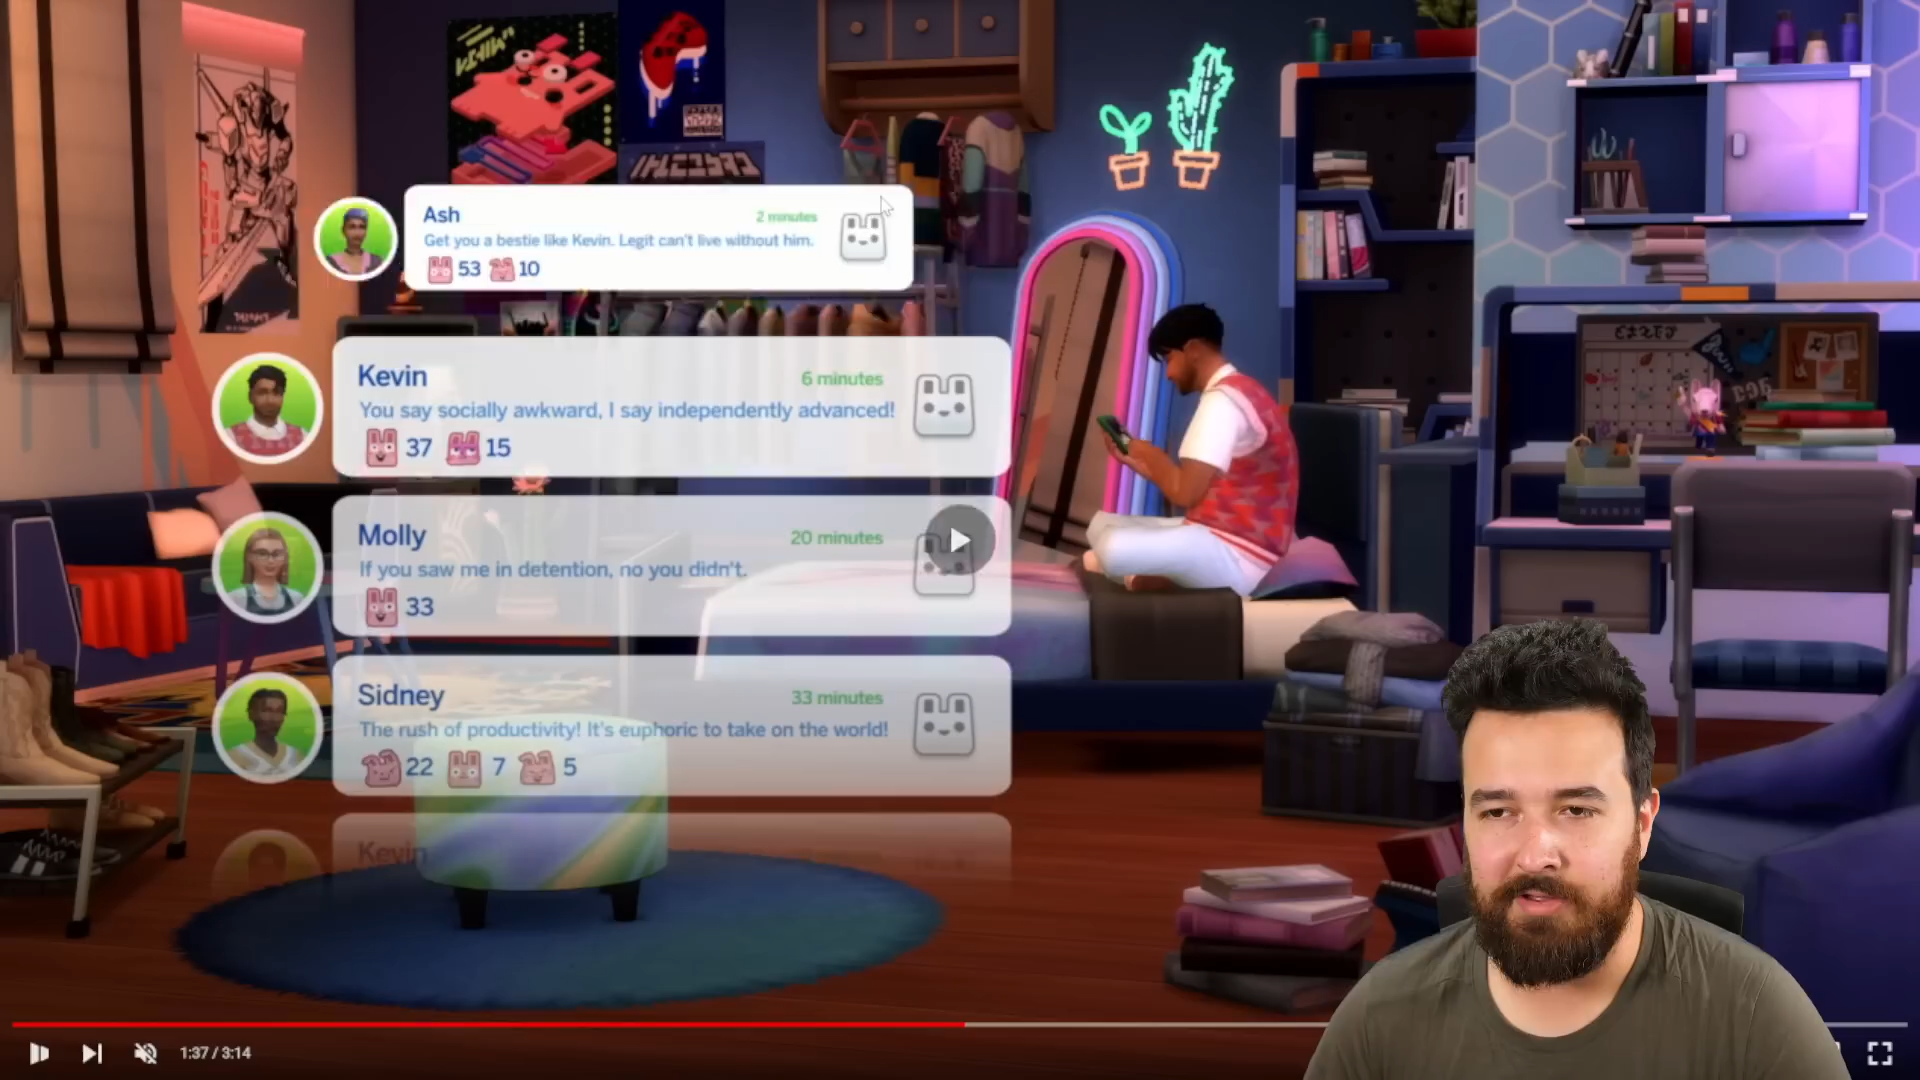 Ash
2 minutes
Get you a bestie like Kevin. Legit can't live without him.
53 10
Kevin
6 minutes
You say socially awkward, I say independently advanced!
37 15
Molly
20 minutes
If you saw me in detention, no you didn't.
33
Sidney
33 minutes
The rush of productivity! It's euphoric to take on the world!
22 7 5
Kevin
1:37 / 3:14